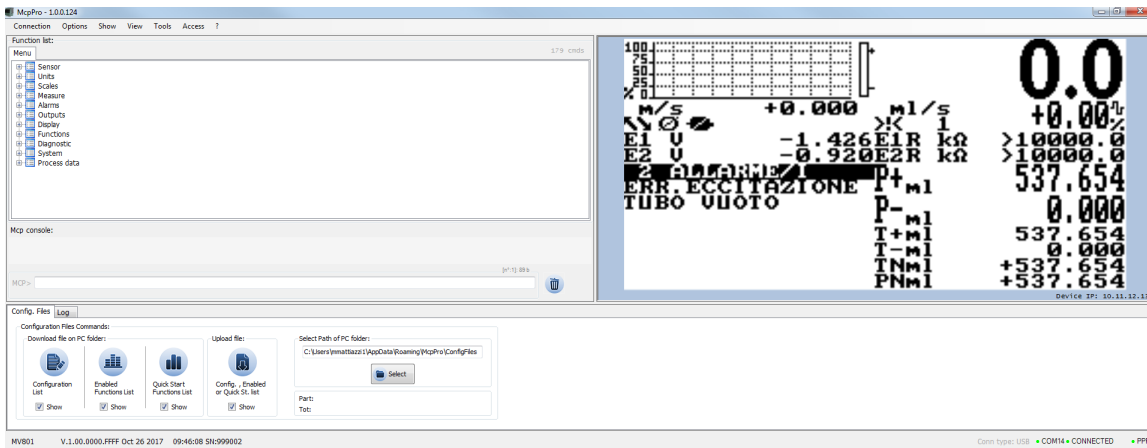 McpPro - 1.0.0.124
Connection Options Show View Tools Access ?
Function list:
Menu
179 cmds
Sensor
Units
Scales
Measure
Alarms
Outputs
Display
Functions
Diagnostic
System
Process data
Mcp console:
[n°-1]: 89 b
MCP>
100
75
50
25
% 0
+
-
0.0
m/s +0.000 ml/s +0.00%
1
E1 V -1.426 E1R kΩ >10000.0
E2 V -0.920 E2R kΩ >10000.0
2 ALLARME/I
ERR.ECCITAZIONE
TUBO VUOTO
P+ ml 537.654
P- ml 0.000
T+ml 537.654
T-ml 0.000
TNml +537.654
PNml +537.654
Device IP: 10.11.12.13
Config. Files Log
Configuration Files Commands:
Download file on PC folder:
Configuration List
Show
Enabled Functions List
Show
Quick Start Functions List
Show
Upload file:
Config. , Enabled or Quick St. list
Show
Select Path of PC folder:
C:\Users\mmattiazzi1\AppData\Roaming\McpPro\ConfigFiles
Select
Part:
Tot:
MV801 V.1.00.0000.FFFF Oct 26 2017 09:46:08 SN:999002
Conn type: USB COM14 CONNECTED